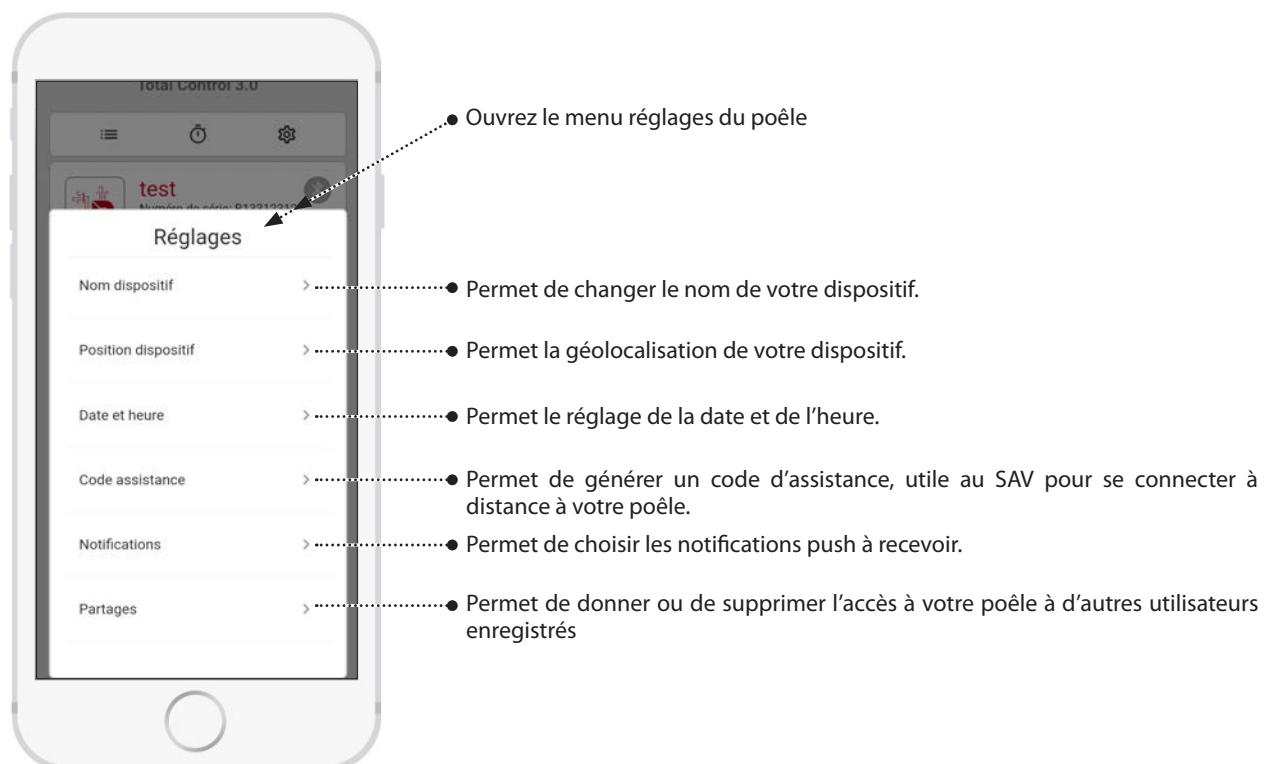 Total Control 3.0
test
Numéro de série:
Réglages
Ouvrez le menu réglages du poêle
Nom dispositif
Permet de changer le nom de votre dispositif.
Position dispositif
Permet la géolocalisation de votre dispositif.
Date et heure
Permet le réglage de la date et de l’heure.
Code assistance
Permet de générer un code d’assistance, utile au SAV pour se connecter à
distance à votre poêle.
Notifications
Permet de choisir les notifications push à recevoir.
Partages
Permet de donner ou de supprimer l’accès à votre poêle à d’autres utilisateurs
enregistrés